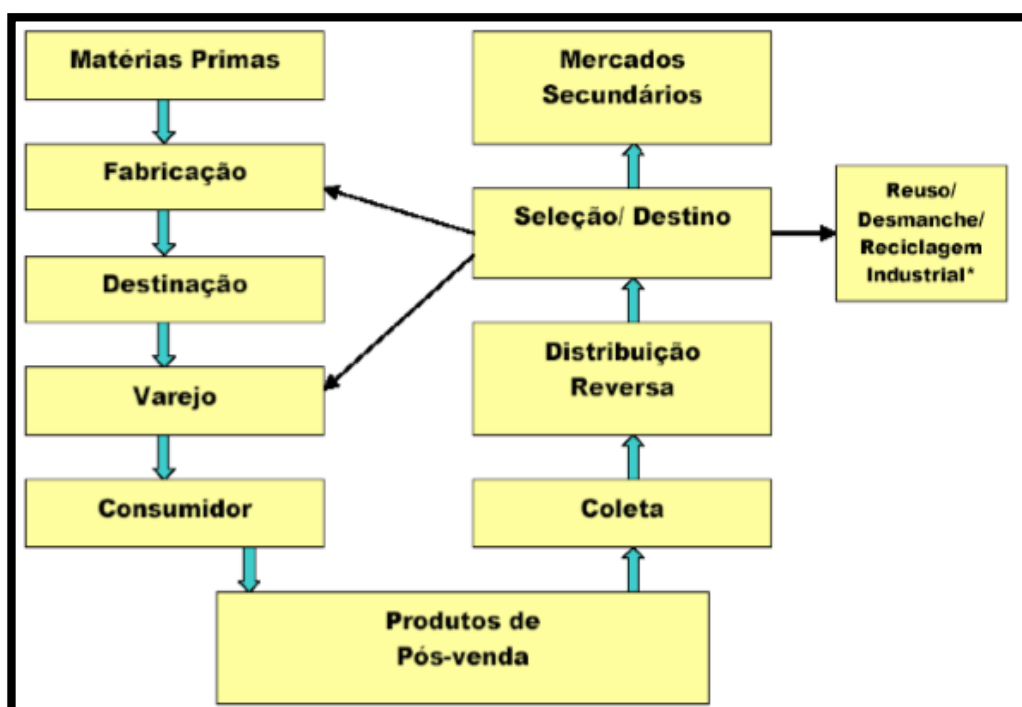 Matérias Primas
Fabricação
Destinação
Varejo
Consumidor
Produtos de
Pós-venda
Coleta
Distribuição
Reversa
Seleção/ Destino
Mercados
Secundários
Reuso/
Desmanche/
Reciclagem
Industrial*